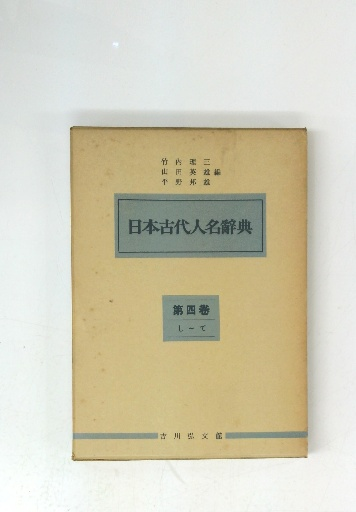 竹内理三
山田英雄編
平野邦雄
日本古代人名辭典
第四卷
し－て
吉川弘文館